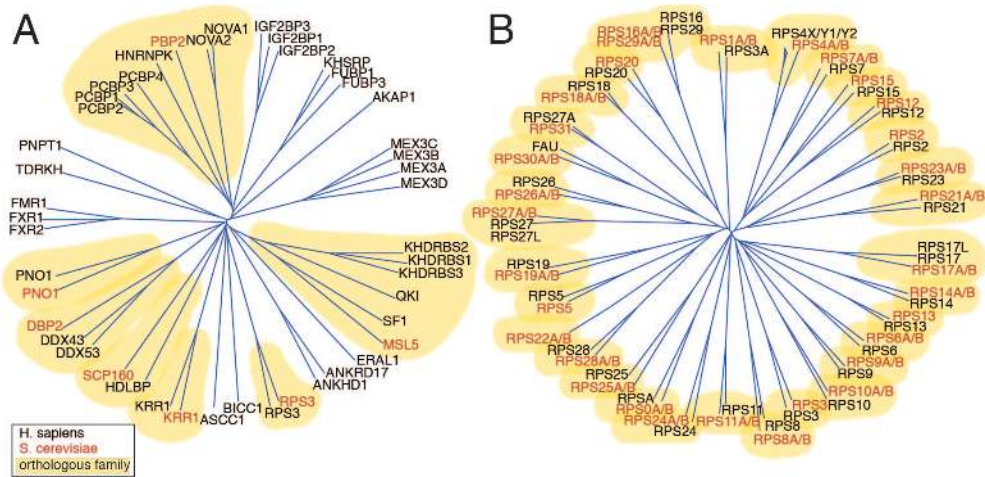 A
NOVA1
PBP2
NOVA2
HNRNPK
PCBP4
PCBP3
PCBP1
PCBP2
IGF2BP3
IGF2BP1
IGF2BP2
KHSRP
FUBP1
FUBP3
AKAP1
MEX3C
MEX3B
MEX3A
MEX3D
PNPT1
TDRKH
FMR1
FXR1
FXR2
PNO1
PNO1
DBP2
DDX43
DDX53
SCP160
HDLBP
KRR1
KRR1
ASCC1
BICC1
RPS3
RPS3
ANKHD1
ANKRD17
ERAL1
MSL5
SF1
QKI
KHDRBS3
KHDRBS1
KHDRBS2
H. sapiens
S. cerevisiae
orthologous family
B
RPS16
RPS16A/B
RPS29
RPS29A/B
RPS20
RPS20
RPS18
RPS18A/B
RPS27A
RPS31
FAU
RPS30A/B
RPS26
RPS26A/B
RPS27A/B
RPS27
RPS27L
RPS19
RPS19A/B
RPS5
RPS5
RPS22A/B
RPS28
RPS28A/B
RPS25
RPS25A/B
RPSA
RPS0A/B
RPS24A/B
RPS24
RPS11
RPS11A/B
RPS8
RPS8A/B
RPS3
RPS3
RPS10
RPS10A/B
RPS9
RPS9A/B
RPS6
RPS6A/B
RPS13
RPS13
RPS14
RPS14A/B
RPS17A/B
RPS17
RPS17L
RPS21
RPS21A/B
RPS23
RPS23A/B
RPS2
RPS2
RPS12
RPS12
RPS15
RPS15
RPS7
RPS7A/B
RPS4A/B
RPS4X/Y1/Y2
RPS1A/B
RPS3A